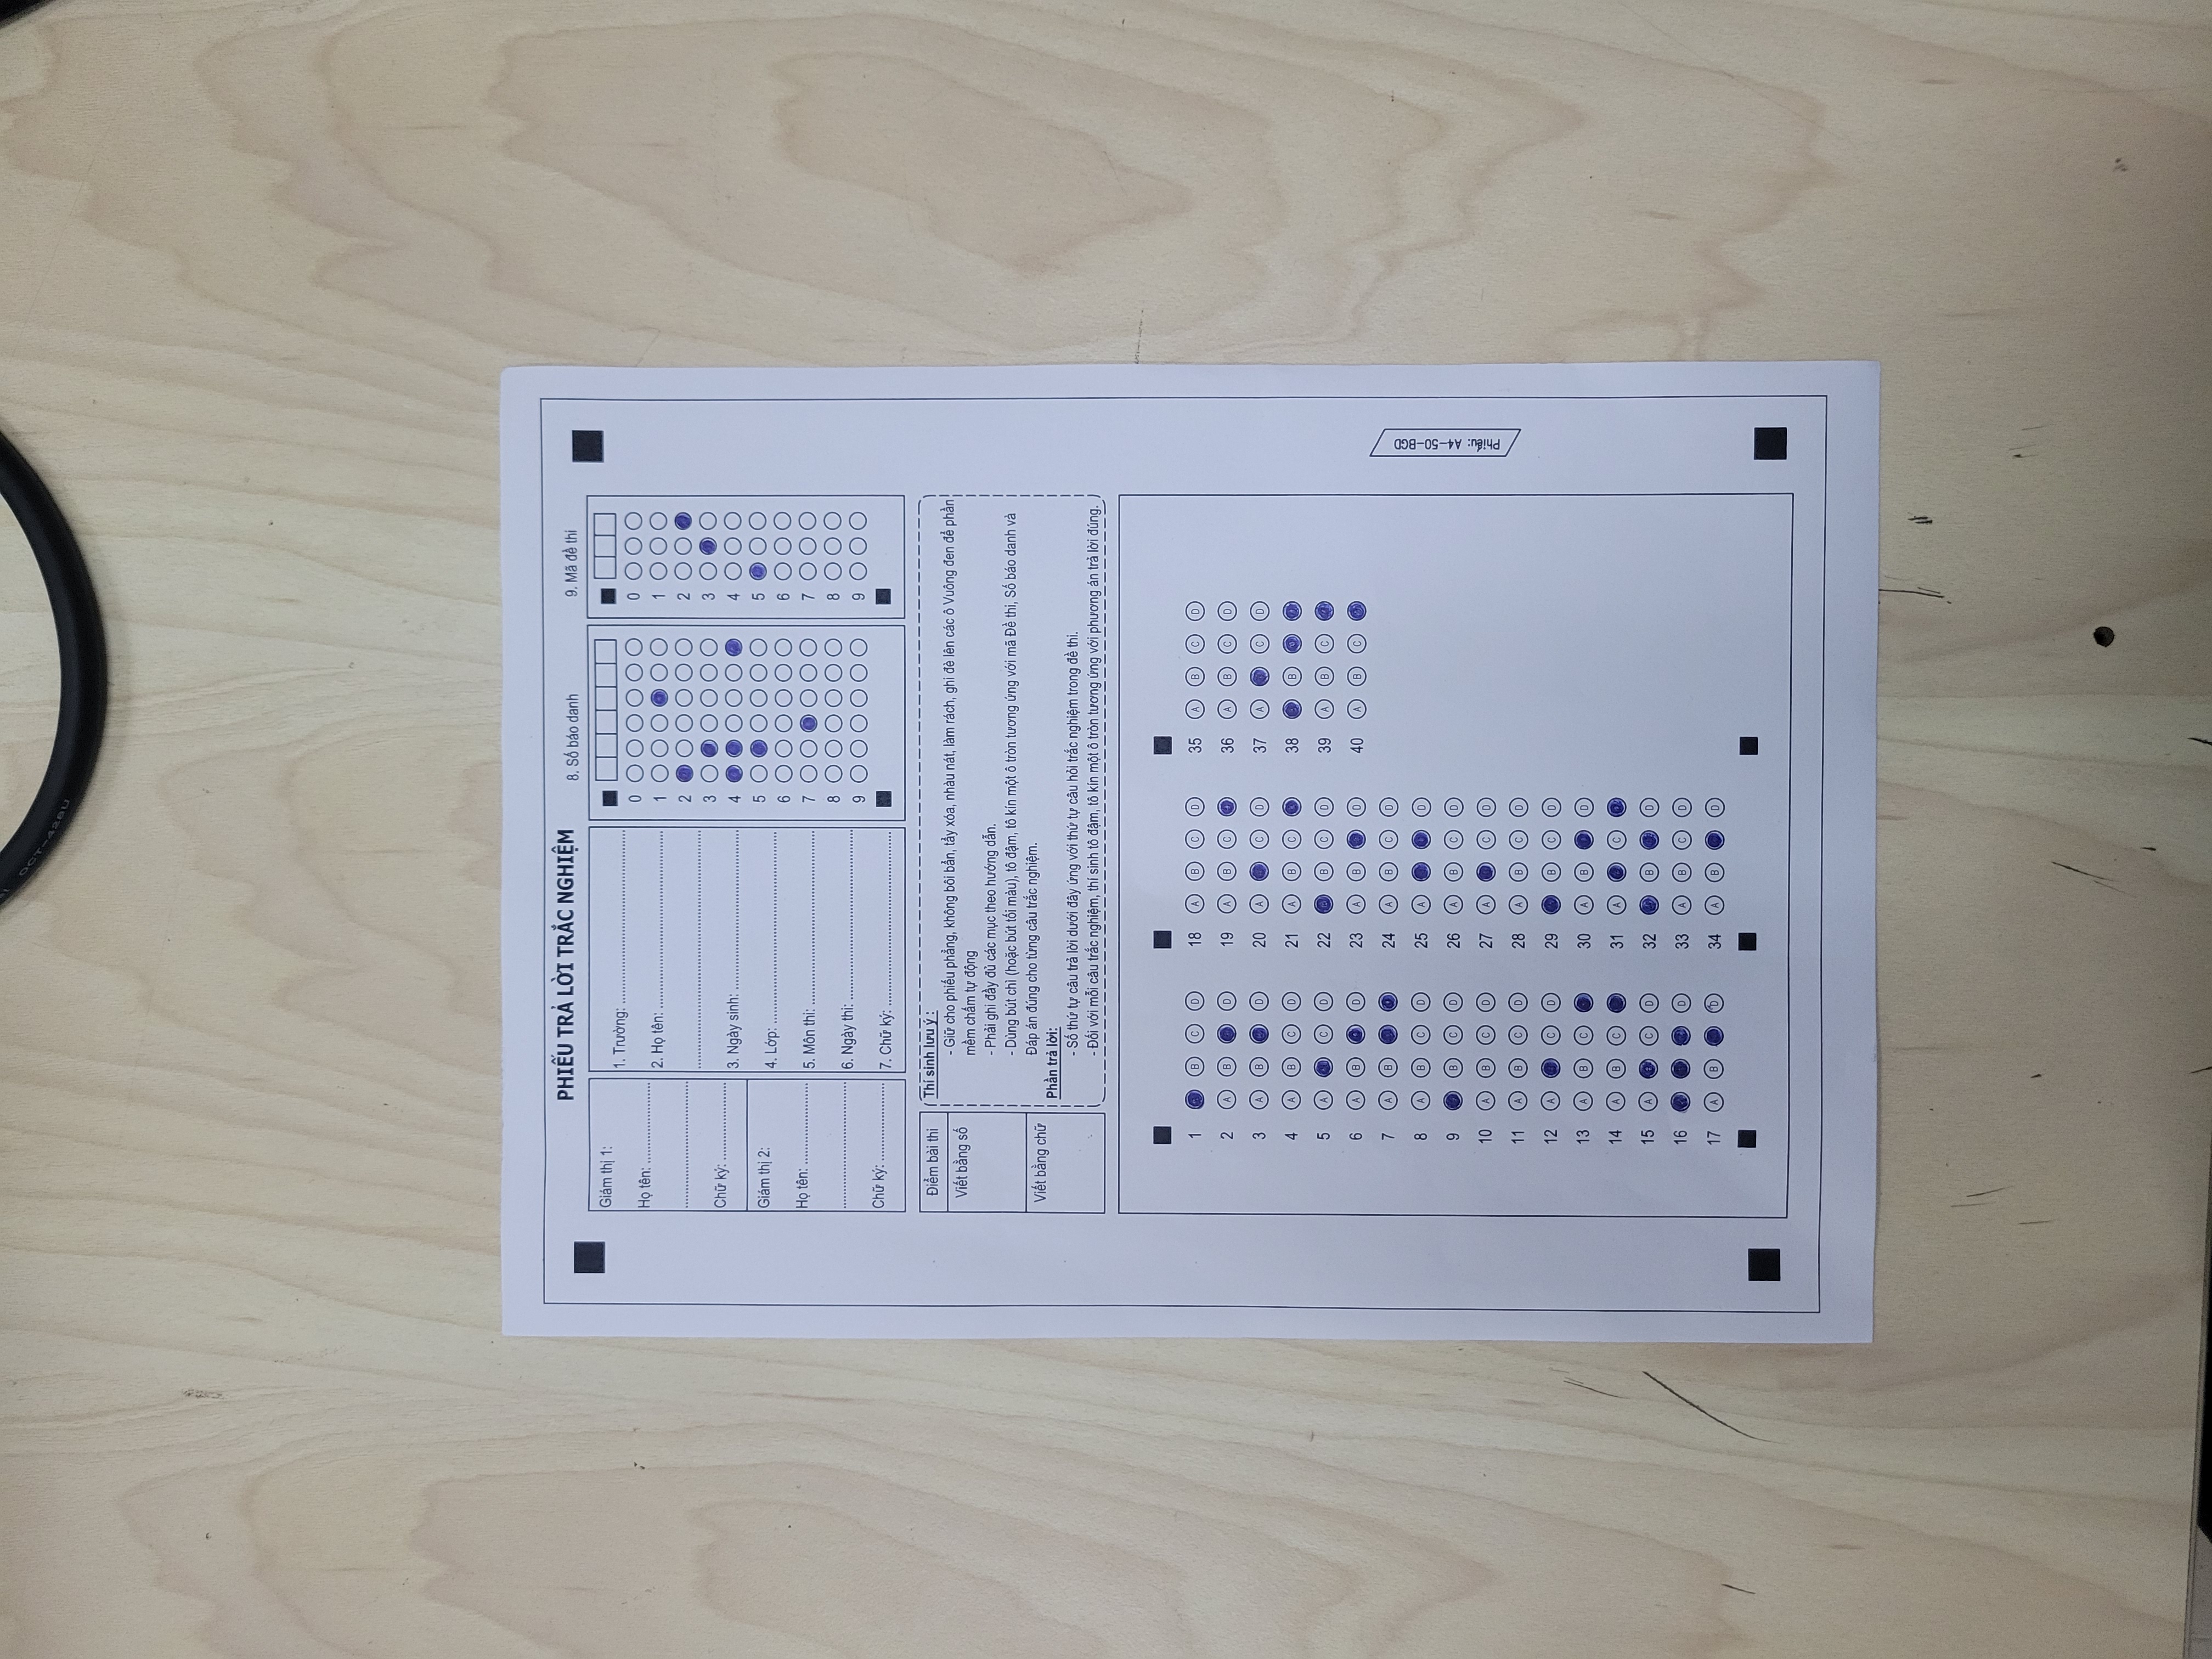 QCT-428U
PHIẾU TRẢ LỜI TRẮC NGHIỆM
8. Số báo danh
9. Mã đề thi
Giám thị 1:
Họ tên:
Chữ ký:
Giám thị 2:
Họ tên:
Chữ ký:
1. Trường:
2. Họ tên:
3. Ngày sinh:
4. Lớp:
5. Môn thi:
6. Ngày thi:
7. Chữ ký:
0
1
2
3
4
5
6
7
8
9
0
1
2
3
4
5
6
7
8
9
Điểm bài thi
Viết bằng số
Viết bằng chữ
Thí sinh lưu ý :
- Giữ cho phiếu phẳng, không bôi bẩn, tẩy xóa, nhàu nát, làm rách, ghi đè lên các ô Vuông đen để phần
mềm chấm tự động
- Phải ghi đầy đủ các mục theo hướng dẫn.
- Dùng bút chì (hoặc bút tối màu), tô đậm, tô kín một ô tròn tương ứng với mã Đề thi, Số báo danh và
Đáp án đúng cho từng câu trắc nghiệm.
Phần trả lời:
- Số thứ tự câu trả lời dưới đây ứng với thứ tự câu hỏi trắc nghiệm trong đề thi.
- Đối với mỗi câu trắc nghiệm, thí sinh tô đậm, tô kín một ô tròn tương ứng với phương án trả lời đúng.
1 B C D
2 A B D
3 A B D
4 A B C D
5 A C D
6 A B D
7 A B
8 A B C D
9 B C D
10 A B C D
11 A B C D
12 A C D
13 A B C
14 A B C
15 A C D
16 D
17 A B D
18 A B C D
19 A B C
20 A C D
21 A B C
22 B C D
23 A B D
24 A B C D
25 A D
26 A B C D
27 A C D
28 A B C D
29 B C D
30 A B D
31 A C
32 B D
33 A B C D
34 A B D
35 A B C D
36 A B C D
37 A C D
38 B
39 A B C
40 A B C
Phiếu: A4-50-BGD